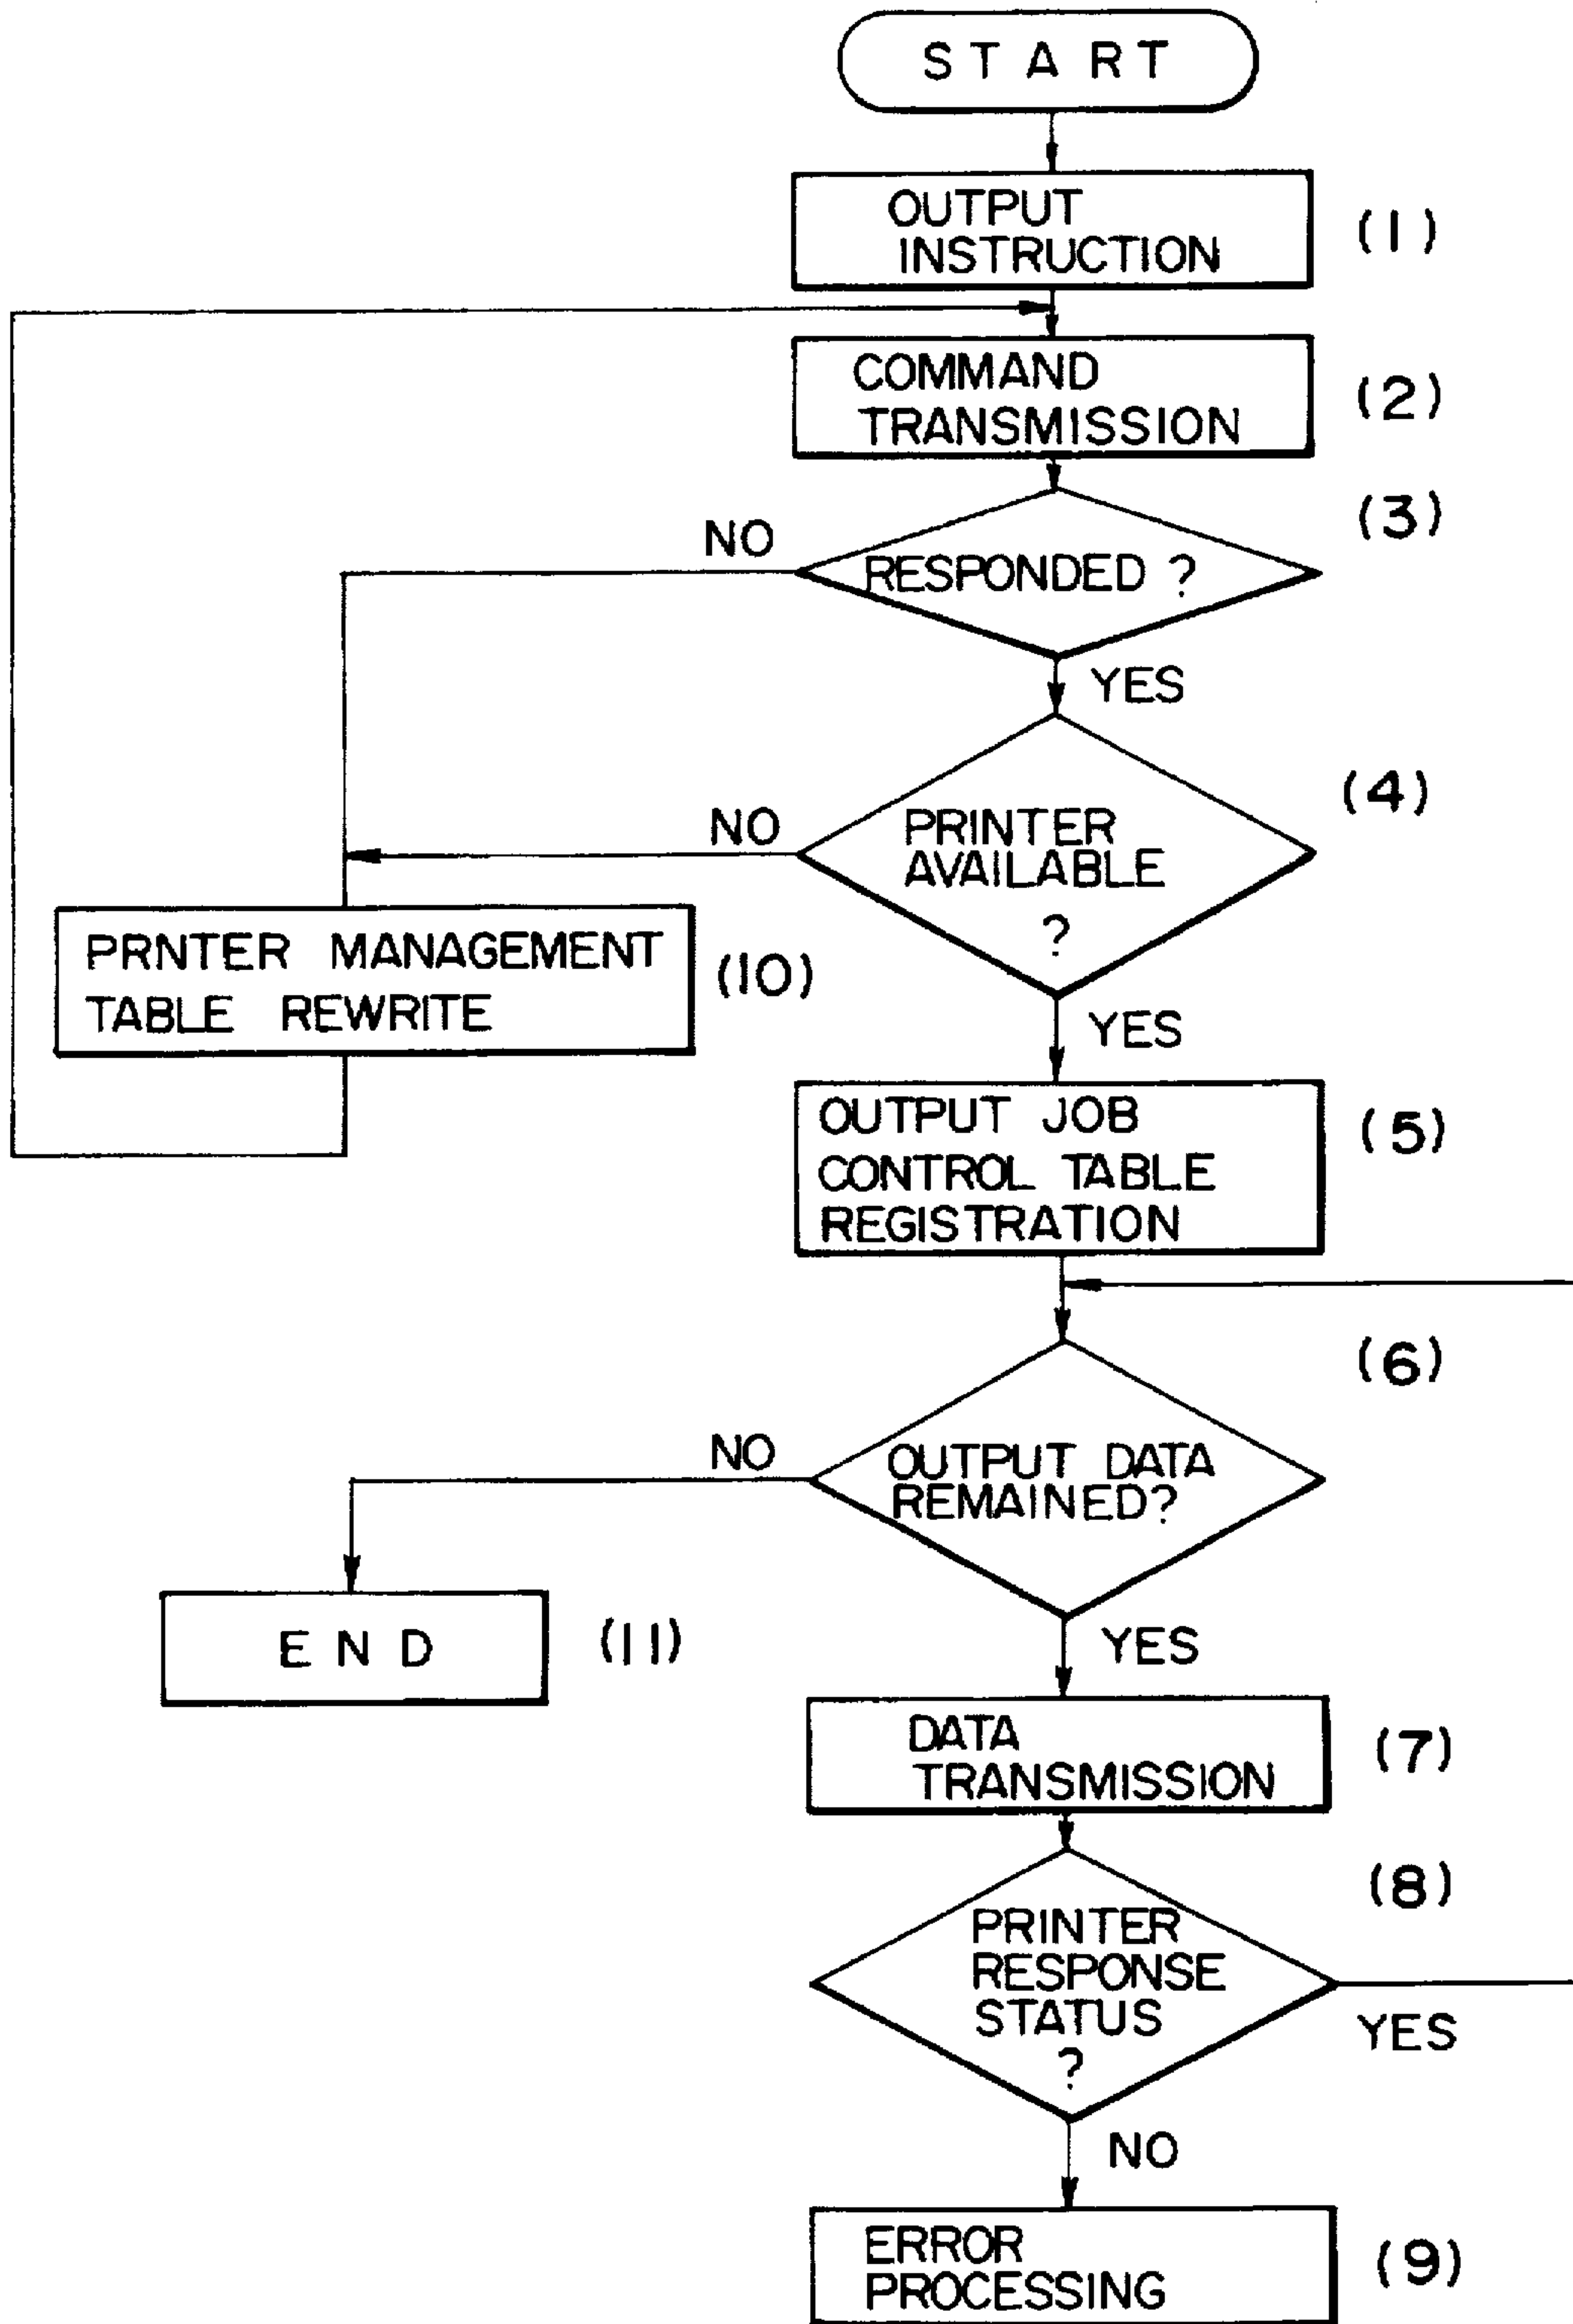 START
OUTPUT
INSTRUCTION
(1)
COMMAND
TRANSMISSION
(2)
RESPONDED ?
(3)
NO
YES
PRINTER
AVAILABLE
?
(4)
NO
YES
PRNTER MANAGEMENT
TABLE REWRITE
(10)
OUTPUT JOB
CONTROL TABLE
REGISTRATION
(5)
OUTPUT DATA
REMAINED?
(6)
NO
YES
END
(11)
DATA
TRANSMISSION
(7)
PRINTER
RESPONSE
STATUS
?
(8)
YES
NO
ERROR
PROCESSING
(9)